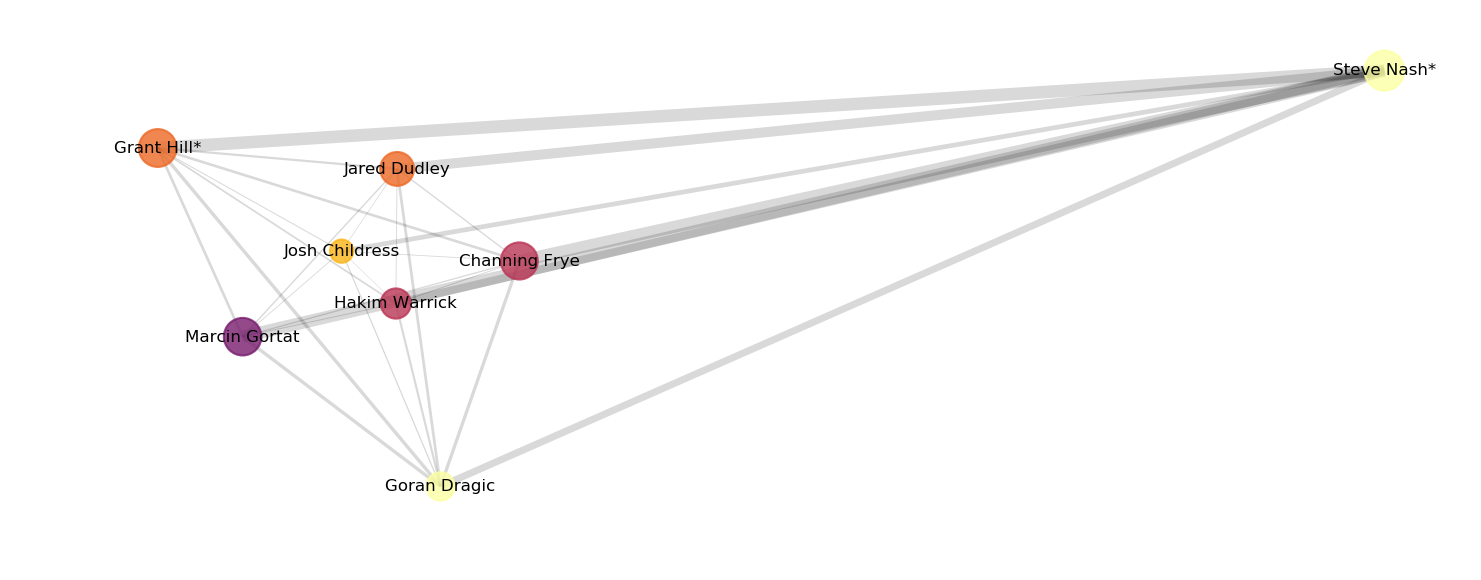 Steve Nash*
Grant Hill*
Jared Dudley
Josh Childress
Channing Frye
Hakim Warrick
Marcin Gortat
Goran Dragic